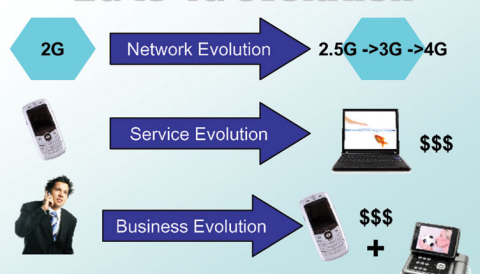 2G
Network Evolution
2.5G ->3G ->4G
Service Evolution
$$$
Business Evolution
$$$
+